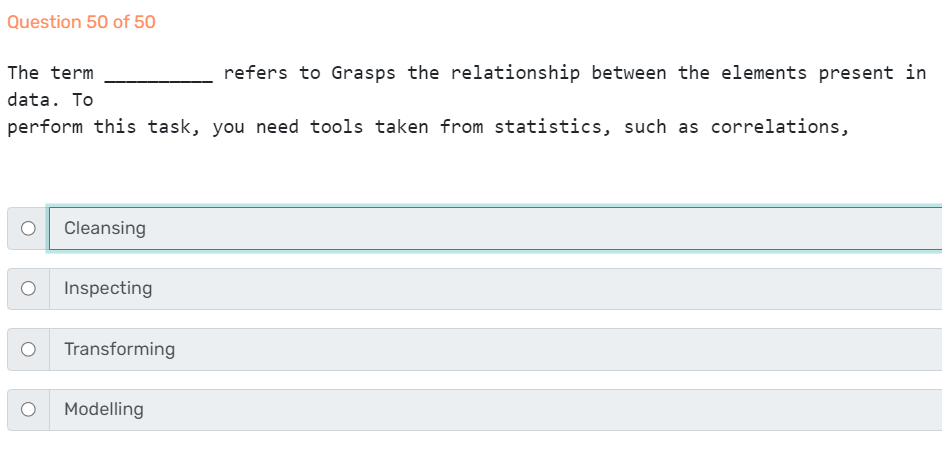 Question 50 of 50
The term __________ refers to Grasps the relationship between the elements present in
data. To
perform this task, you need tools taken from statistics, such as correlations,
Cleansing
Inspecting
Transforming
Modelling